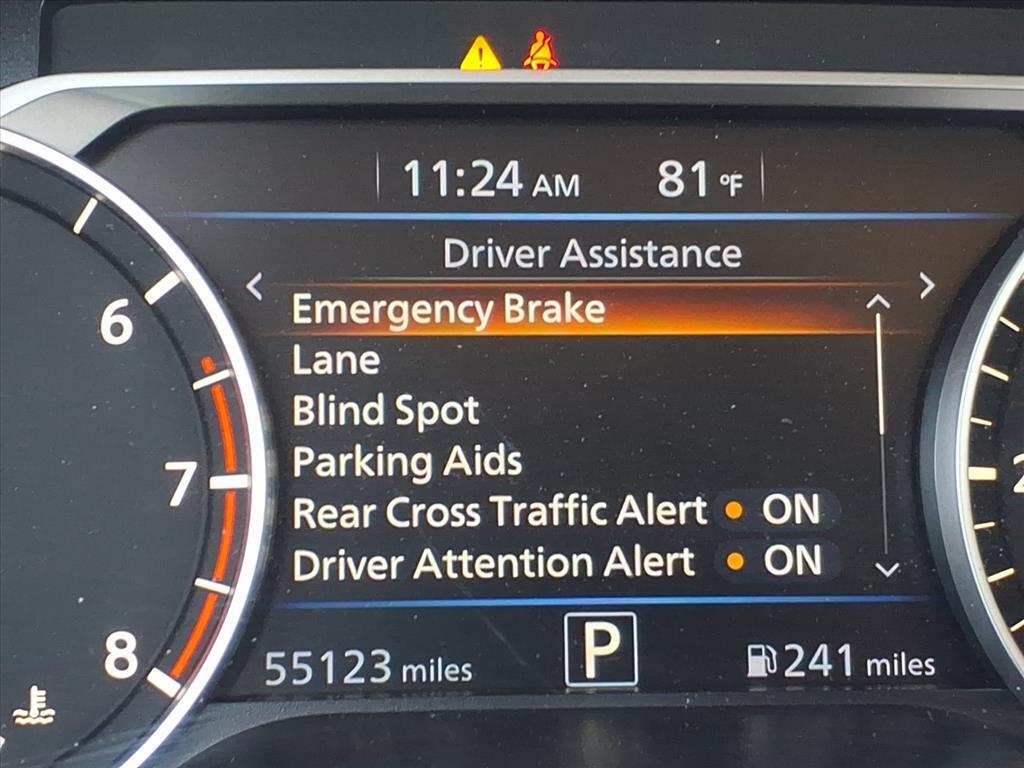 11:24 AM 81 °F
Driver Assistance
Emergency Brake
Lane
Blind Spot
Parking Aids
Rear Cross Traffic Alert ON
Driver Attention Alert ON
6
7
8
55123 miles P 241 miles